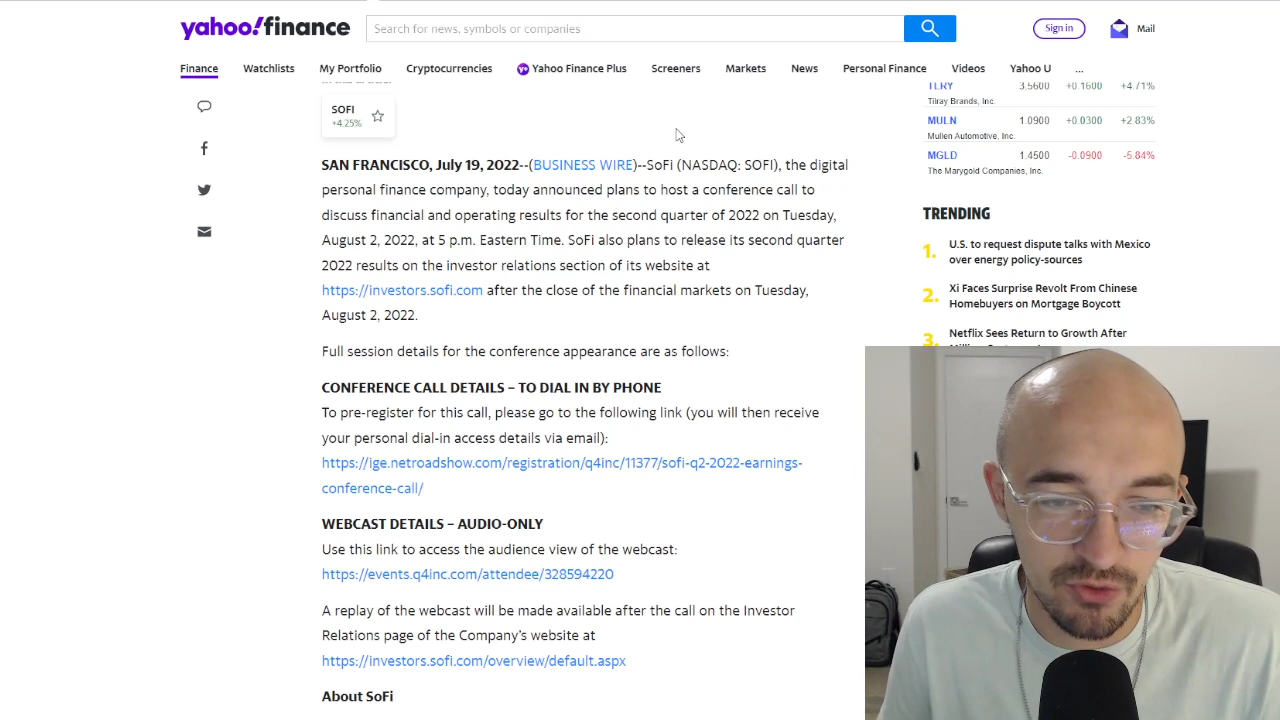 yahoo!finance
Search for news, symbols or companies
Sign in
Mail
Finance
Watchlists
My Portfolio
Cryptocurrencies
Yahoo Finance Plus
Screeners
Markets
News
Personal Finance
Videos
Yahoo U
...
SOFI
+4.25%
SAN FRANCISCO, July 19, 2022--(BUSINESS WIRE)--SoFi (NASDAQ: SOFI), the digital
personal finance company, today announced plans to host a conference call to
discuss financial and operating results for the second quarter of 2022 on Tuesday,
August 2, 2022, at 5 p.m. Eastern Time. SoFi also plans to release its second quarter
2022 results on the investor relations section of its website at
https://investors.sofi.com after the close of the financial markets on Tuesday,
August 2, 2022.
Full session details for the conference appearance are as follows:
CONFERENCE CALL DETAILS – TO DIAL IN BY PHONE
To pre-register for this call, please go to the following link (you will then receive
your personal dial-in access details via email):
https://ige.netroadshow.com/registration/q4inc/11377/sofi-q2-2022-earnings-
conference-call/
WEBCAST DETAILS – AUDIO-ONLY
Use this link to access the audience view of the webcast:
https://events.q4inc.com/attendee/328594220
A replay of the webcast will be made available after the call on the Investor
Relations page of the Company's website at
https://investors.sofi.com/overview/default.aspx
About SoFi
TLRY 3.5600 +0.1600 +4.71%
Tilray Brands, Inc.
MULN 1.0900 +0.0300 +2.83%
Mullen Automotive, Inc.
MGLD 1.4500 -0.0900 -5.84%
The Marygold Companies, Inc.
TRENDING
1. U.S. to request dispute talks with Mexico
over energy policy-sources
2. Xi Faces Surprise Revolt From Chinese
Homebuyers on Mortgage Boycott
3. Netflix Sees Return to Growth After